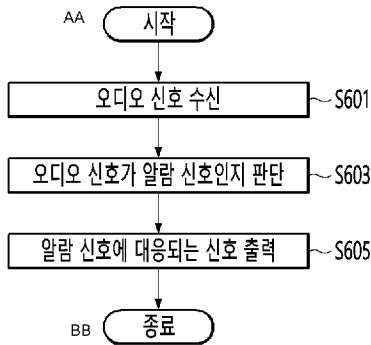 AA 시작
오디오 신호 수신 S601
오디오 신호가 알람 신호인지 판단 S603
알람 신호에 대응되는 신호 출력 S605
BB 종료